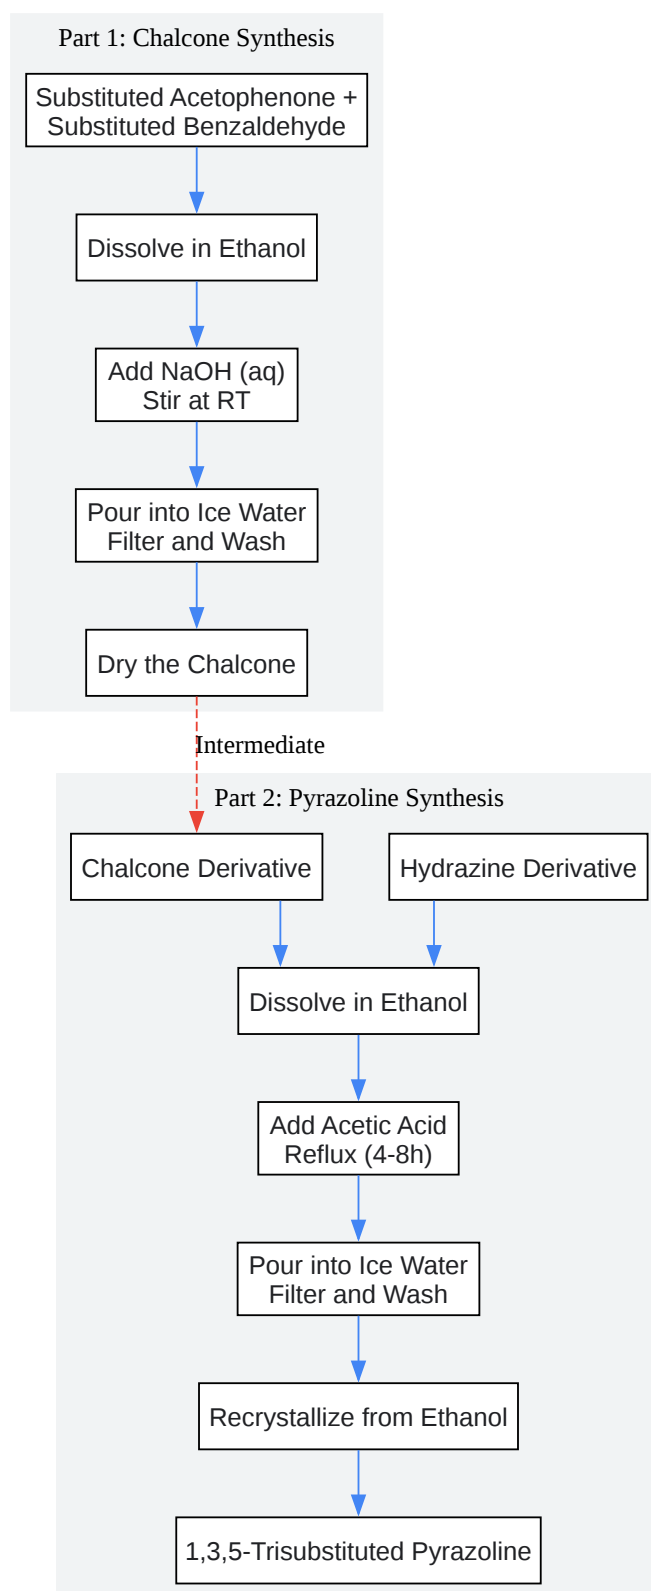 Part 1: Chalcone Synthesis
Substituted Acetophenone +
Substituted Benzaldehyde
Dissolve in Ethanol
Add NaOH (aq)
Stir at RT
Pour into Ice Water
Filter and Wash
Dry the Chalcone
Intermediate
Part 2: Pyrazoline Synthesis
Chalcone Derivative
Hydrazine Derivative
Dissolve in Ethanol
Add Acetic Acid
Reflux (4-8h)
Pour into Ice Water
Filter and Wash
Recrystallize from Ethanol
1,3,5-Trisubstituted Pyrazoline